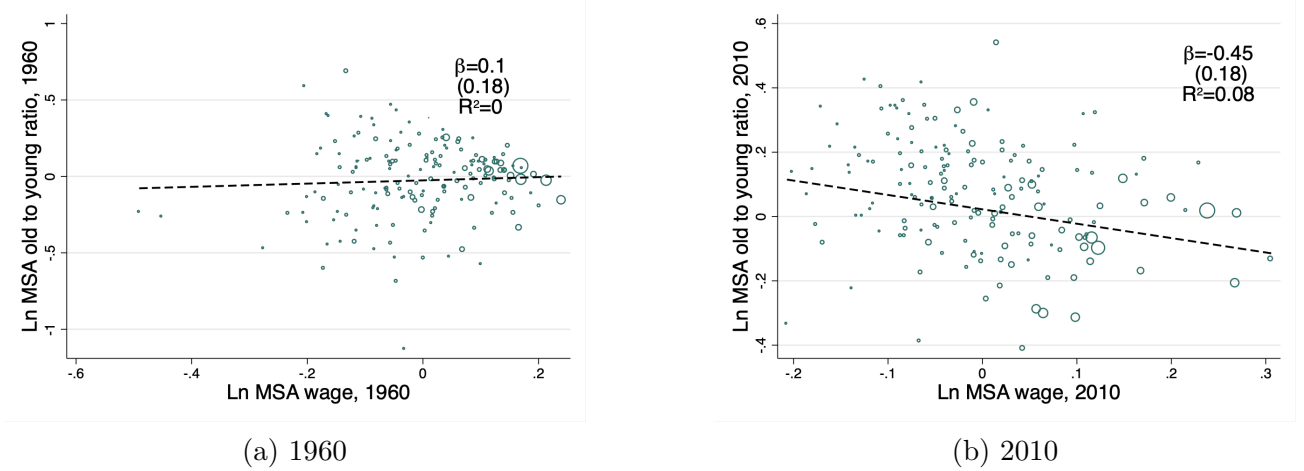 Ln MSA old to young ratio, 1960
1
.5
0
-.5
-1
β=0.1
(0.18)
R²=0
-.6
-.4
-.2
0
.2
Ln MSA wage, 1960
(a) 1960
Ln MSA old to young ratio, 2010
.6
.4
.2
0
-.2
-.4
β=-0.45
(0.18)
R²=0.08
-.2
-.1
0
.1
.2
.3
Ln MSA wage, 2010
(b) 2010